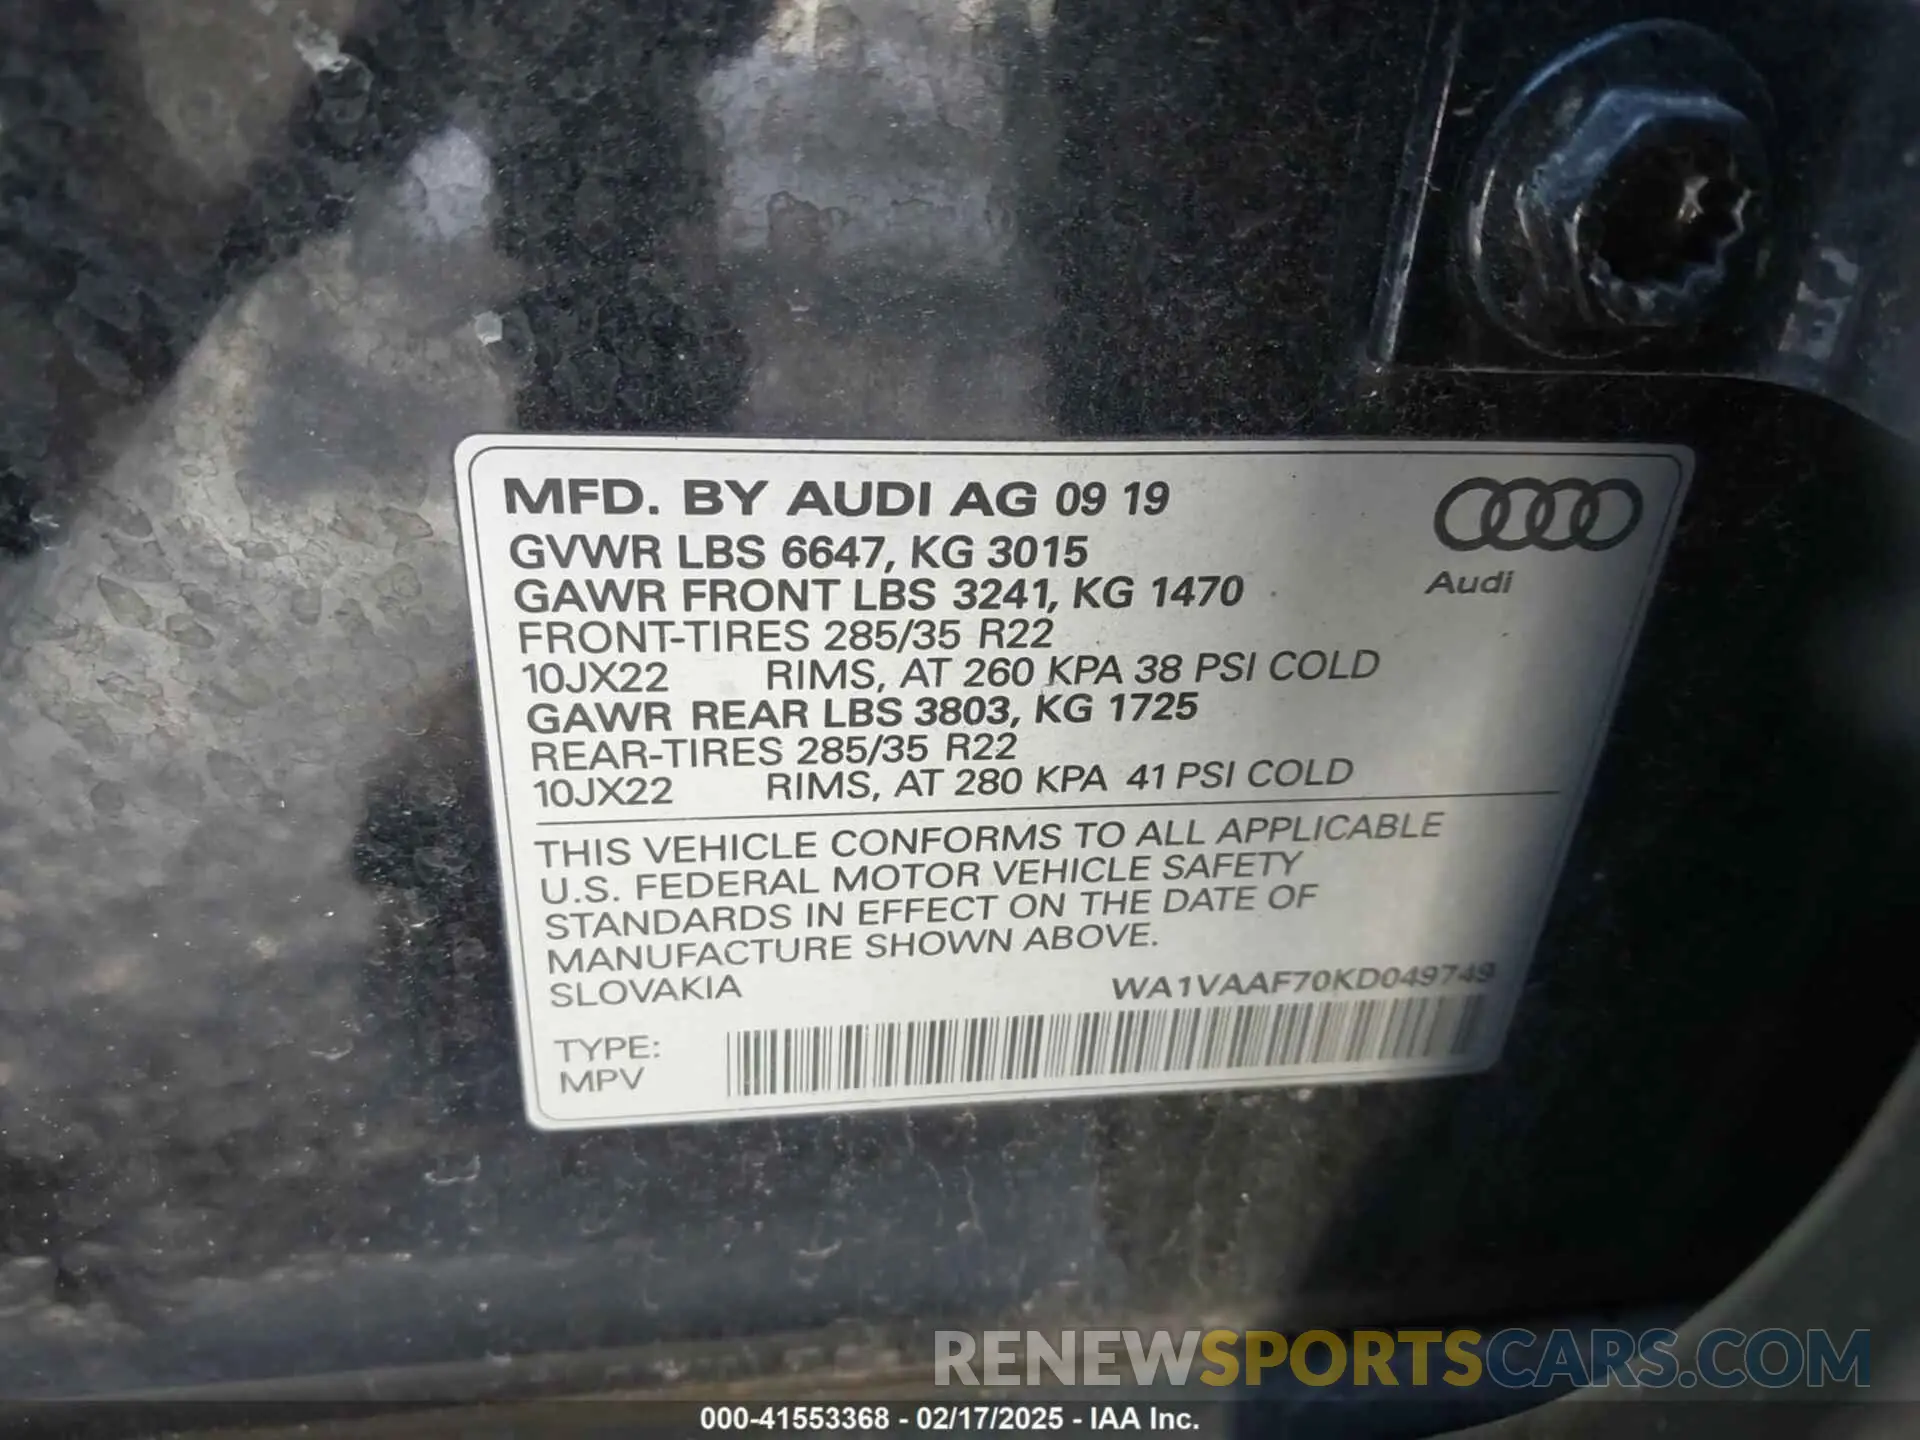 MFD. BY AUDI AG 09 19
GVWR LBS 6647, KG 3015
GAWR FRONT LBS 3241, KG 1470
FRONT-TIRES 285/35 R22
10JX22 RIMS, AT 260 KPA 38 PSI COLD
GAWR REAR LBS 3803, KG 1725
REAR-TIRES 285/35 R22
10JX22 RIMS, AT 280 KPA 41 PSI COLD
Audi
THIS VEHICLE CONFORMS TO ALL APPLICABLE
U.S. FEDERAL MOTOR VEHICLE SAFETY
STANDARDS IN EFFECT ON THE DATE OF
MANUFACTURE SHOWN ABOVE.
SLOVAKIA WA1VAAF70KD049749
TYPE:
MPV
RENEWSPORTSCARS.COM
000-41553368 - 02/17/2025 - IAA Inc.